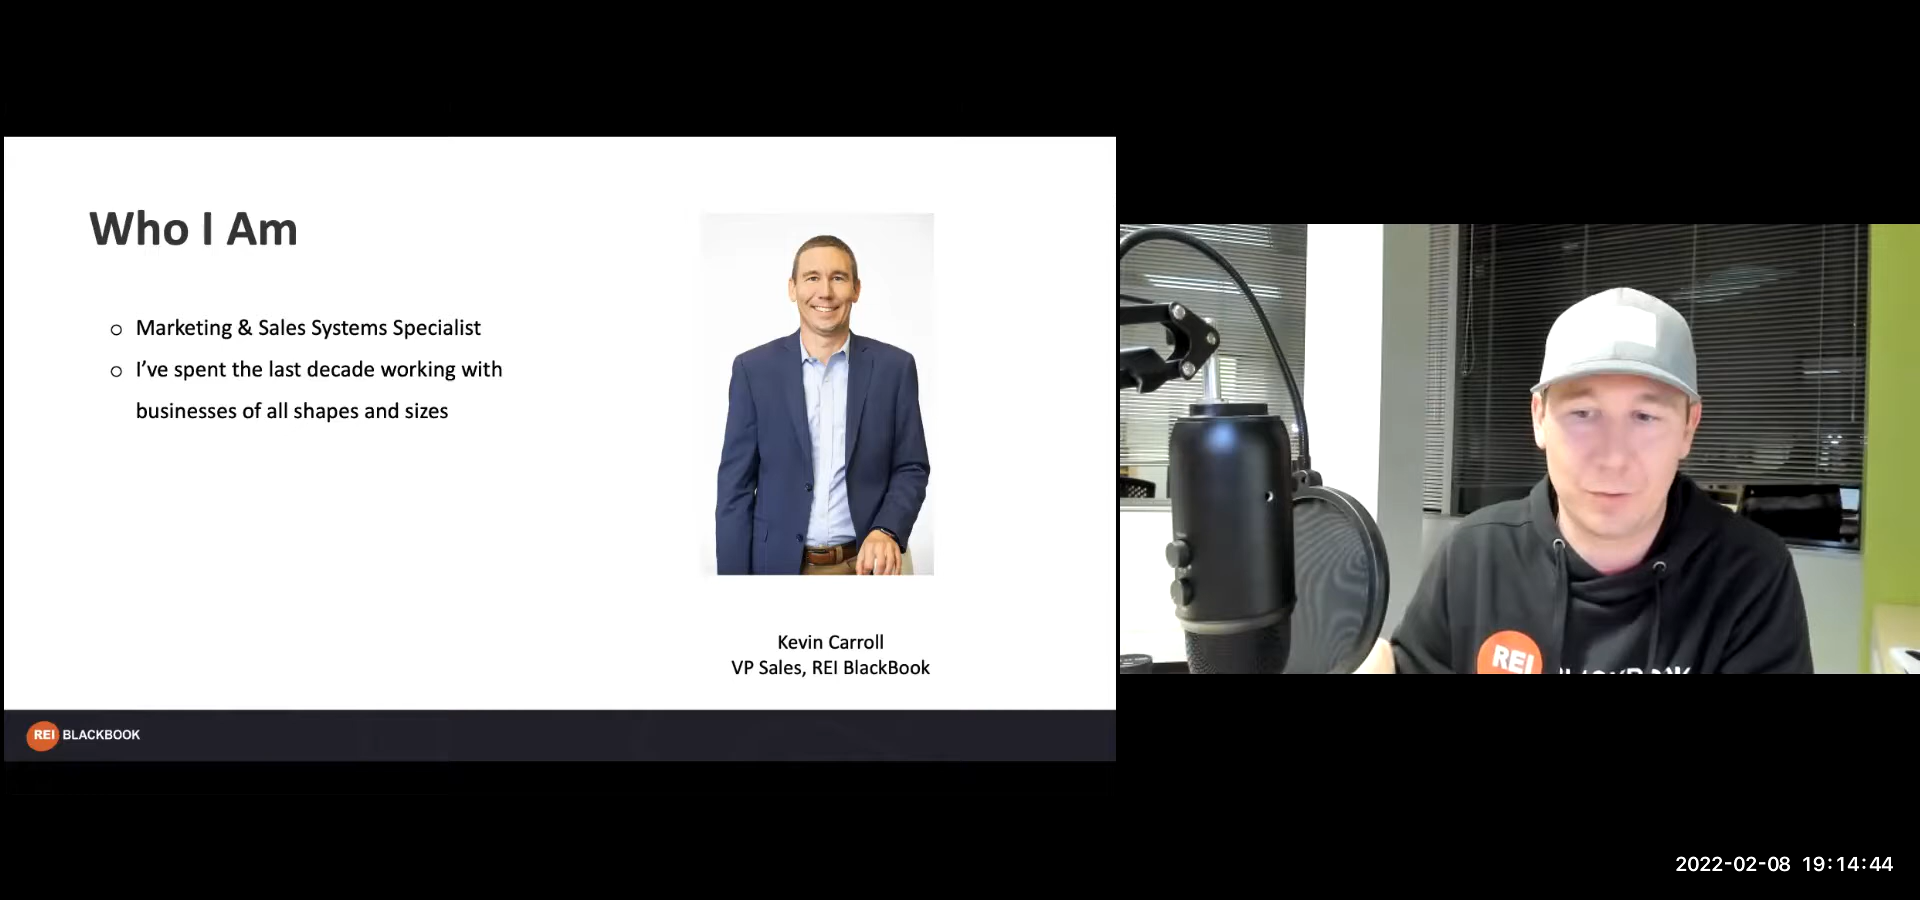 Who I Am
○ Marketing & Sales Systems Specialist
○ I’ve spent the last decade working with
businesses of all shapes and sizes
Kevin Carroll
VP Sales, REI BlackBook
REI BLACKBOOK
REI
2022-02-08 19:14:44